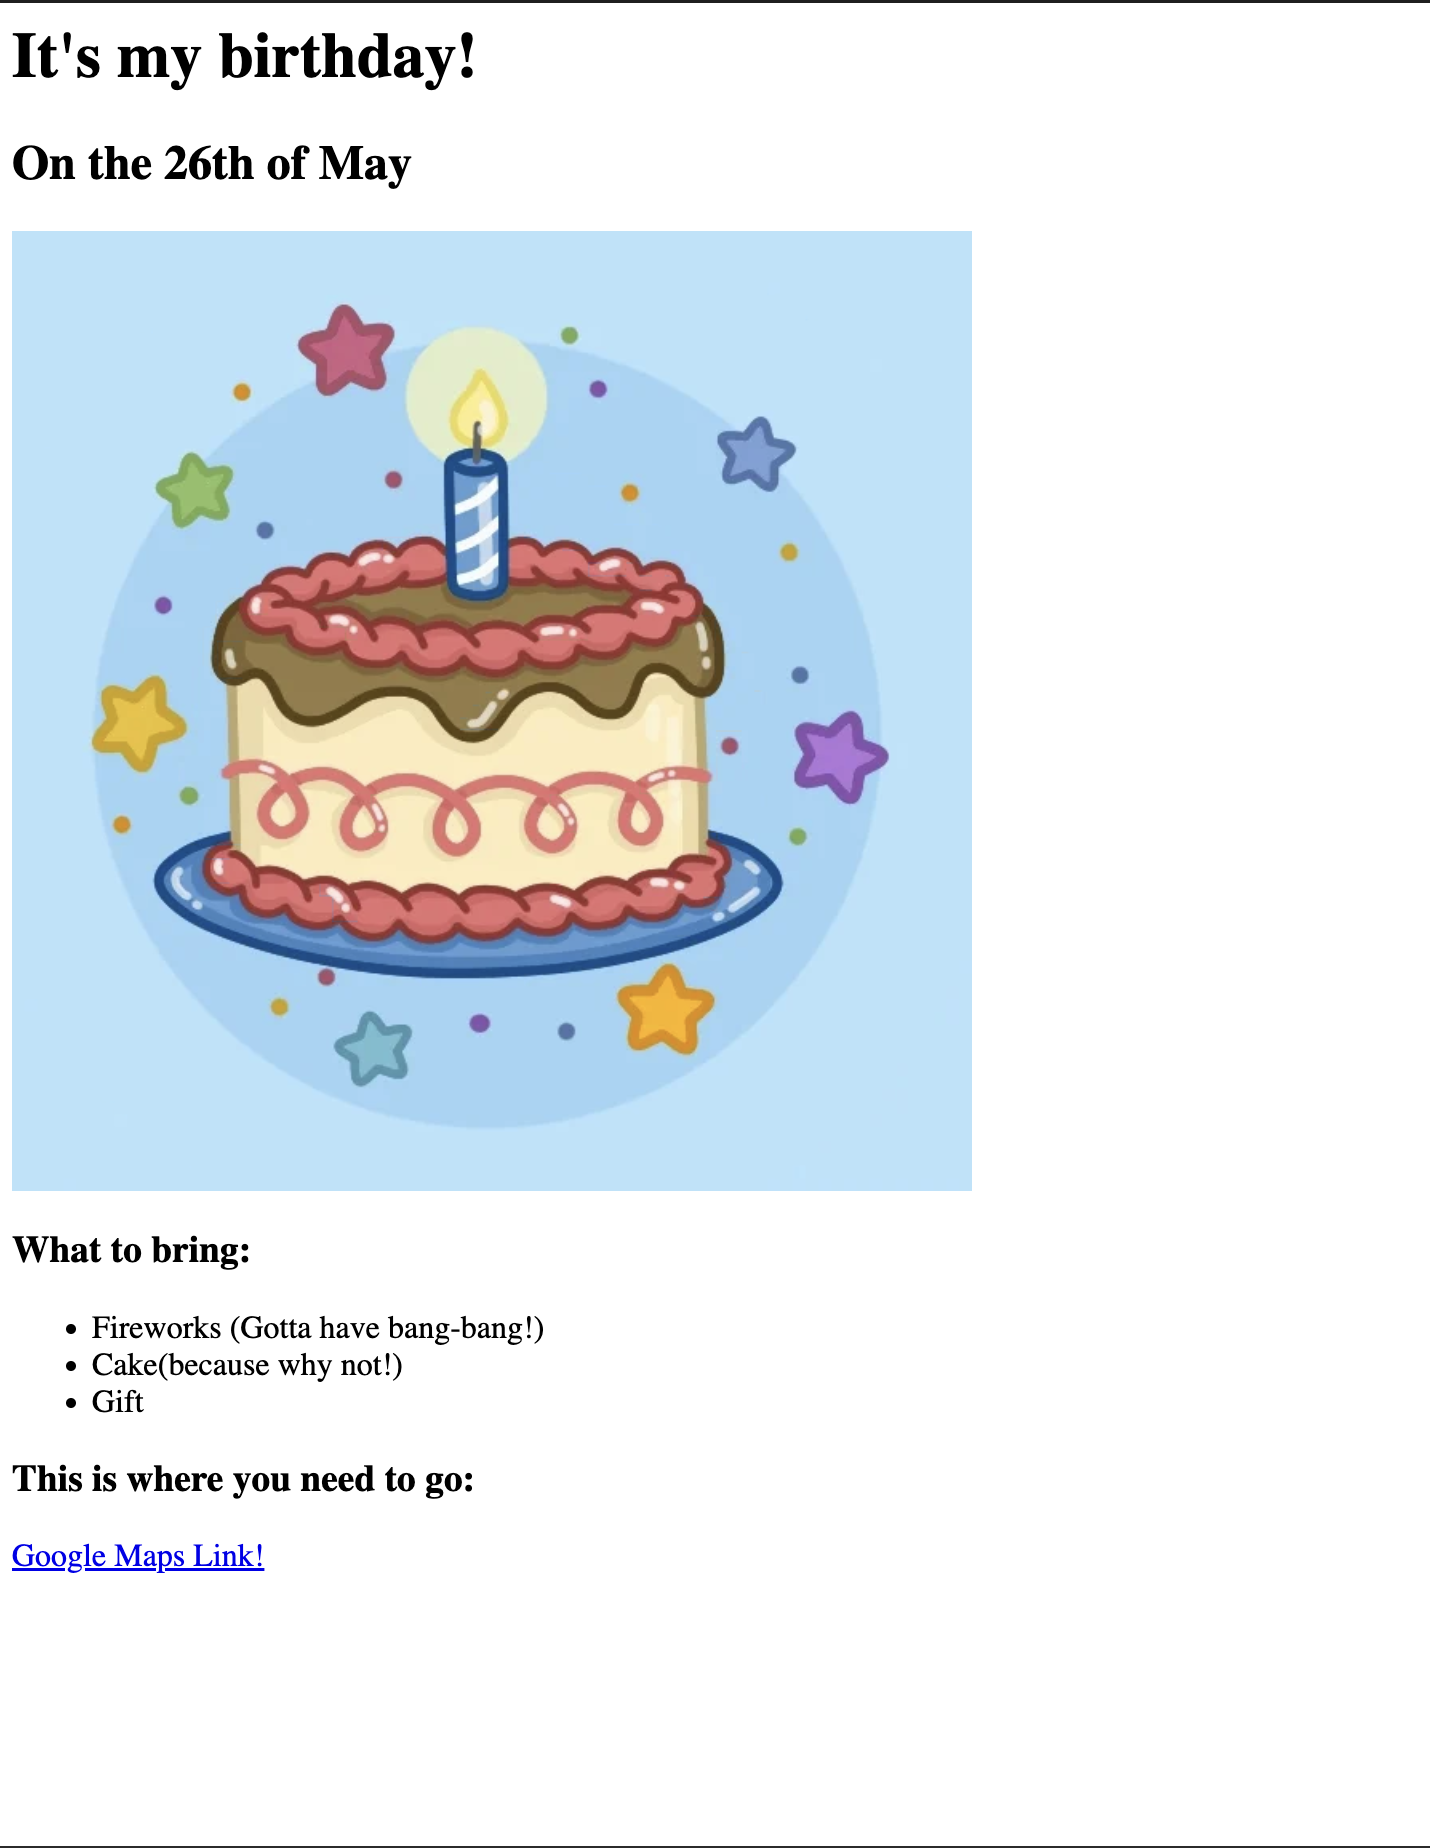 It's my birthday!
On the 26th of May
What to bring:
Fireworks (Gotta have bang-bang!)
Cake(because why not!)
Gift
This is where you need to go:
Google Maps Link!